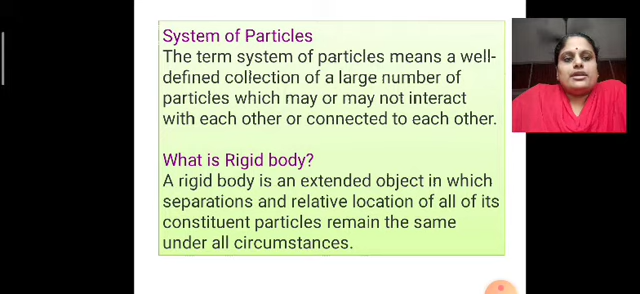 System of Particles
The term system of particles means a well-
defined collection of a large number of
particles which may or may not interact
with each other or connected to each other.
What is Rigid body?
A rigid body is an extended object in which
separations and relative location of all of its
constituent particles remain the same
under all circumstances.